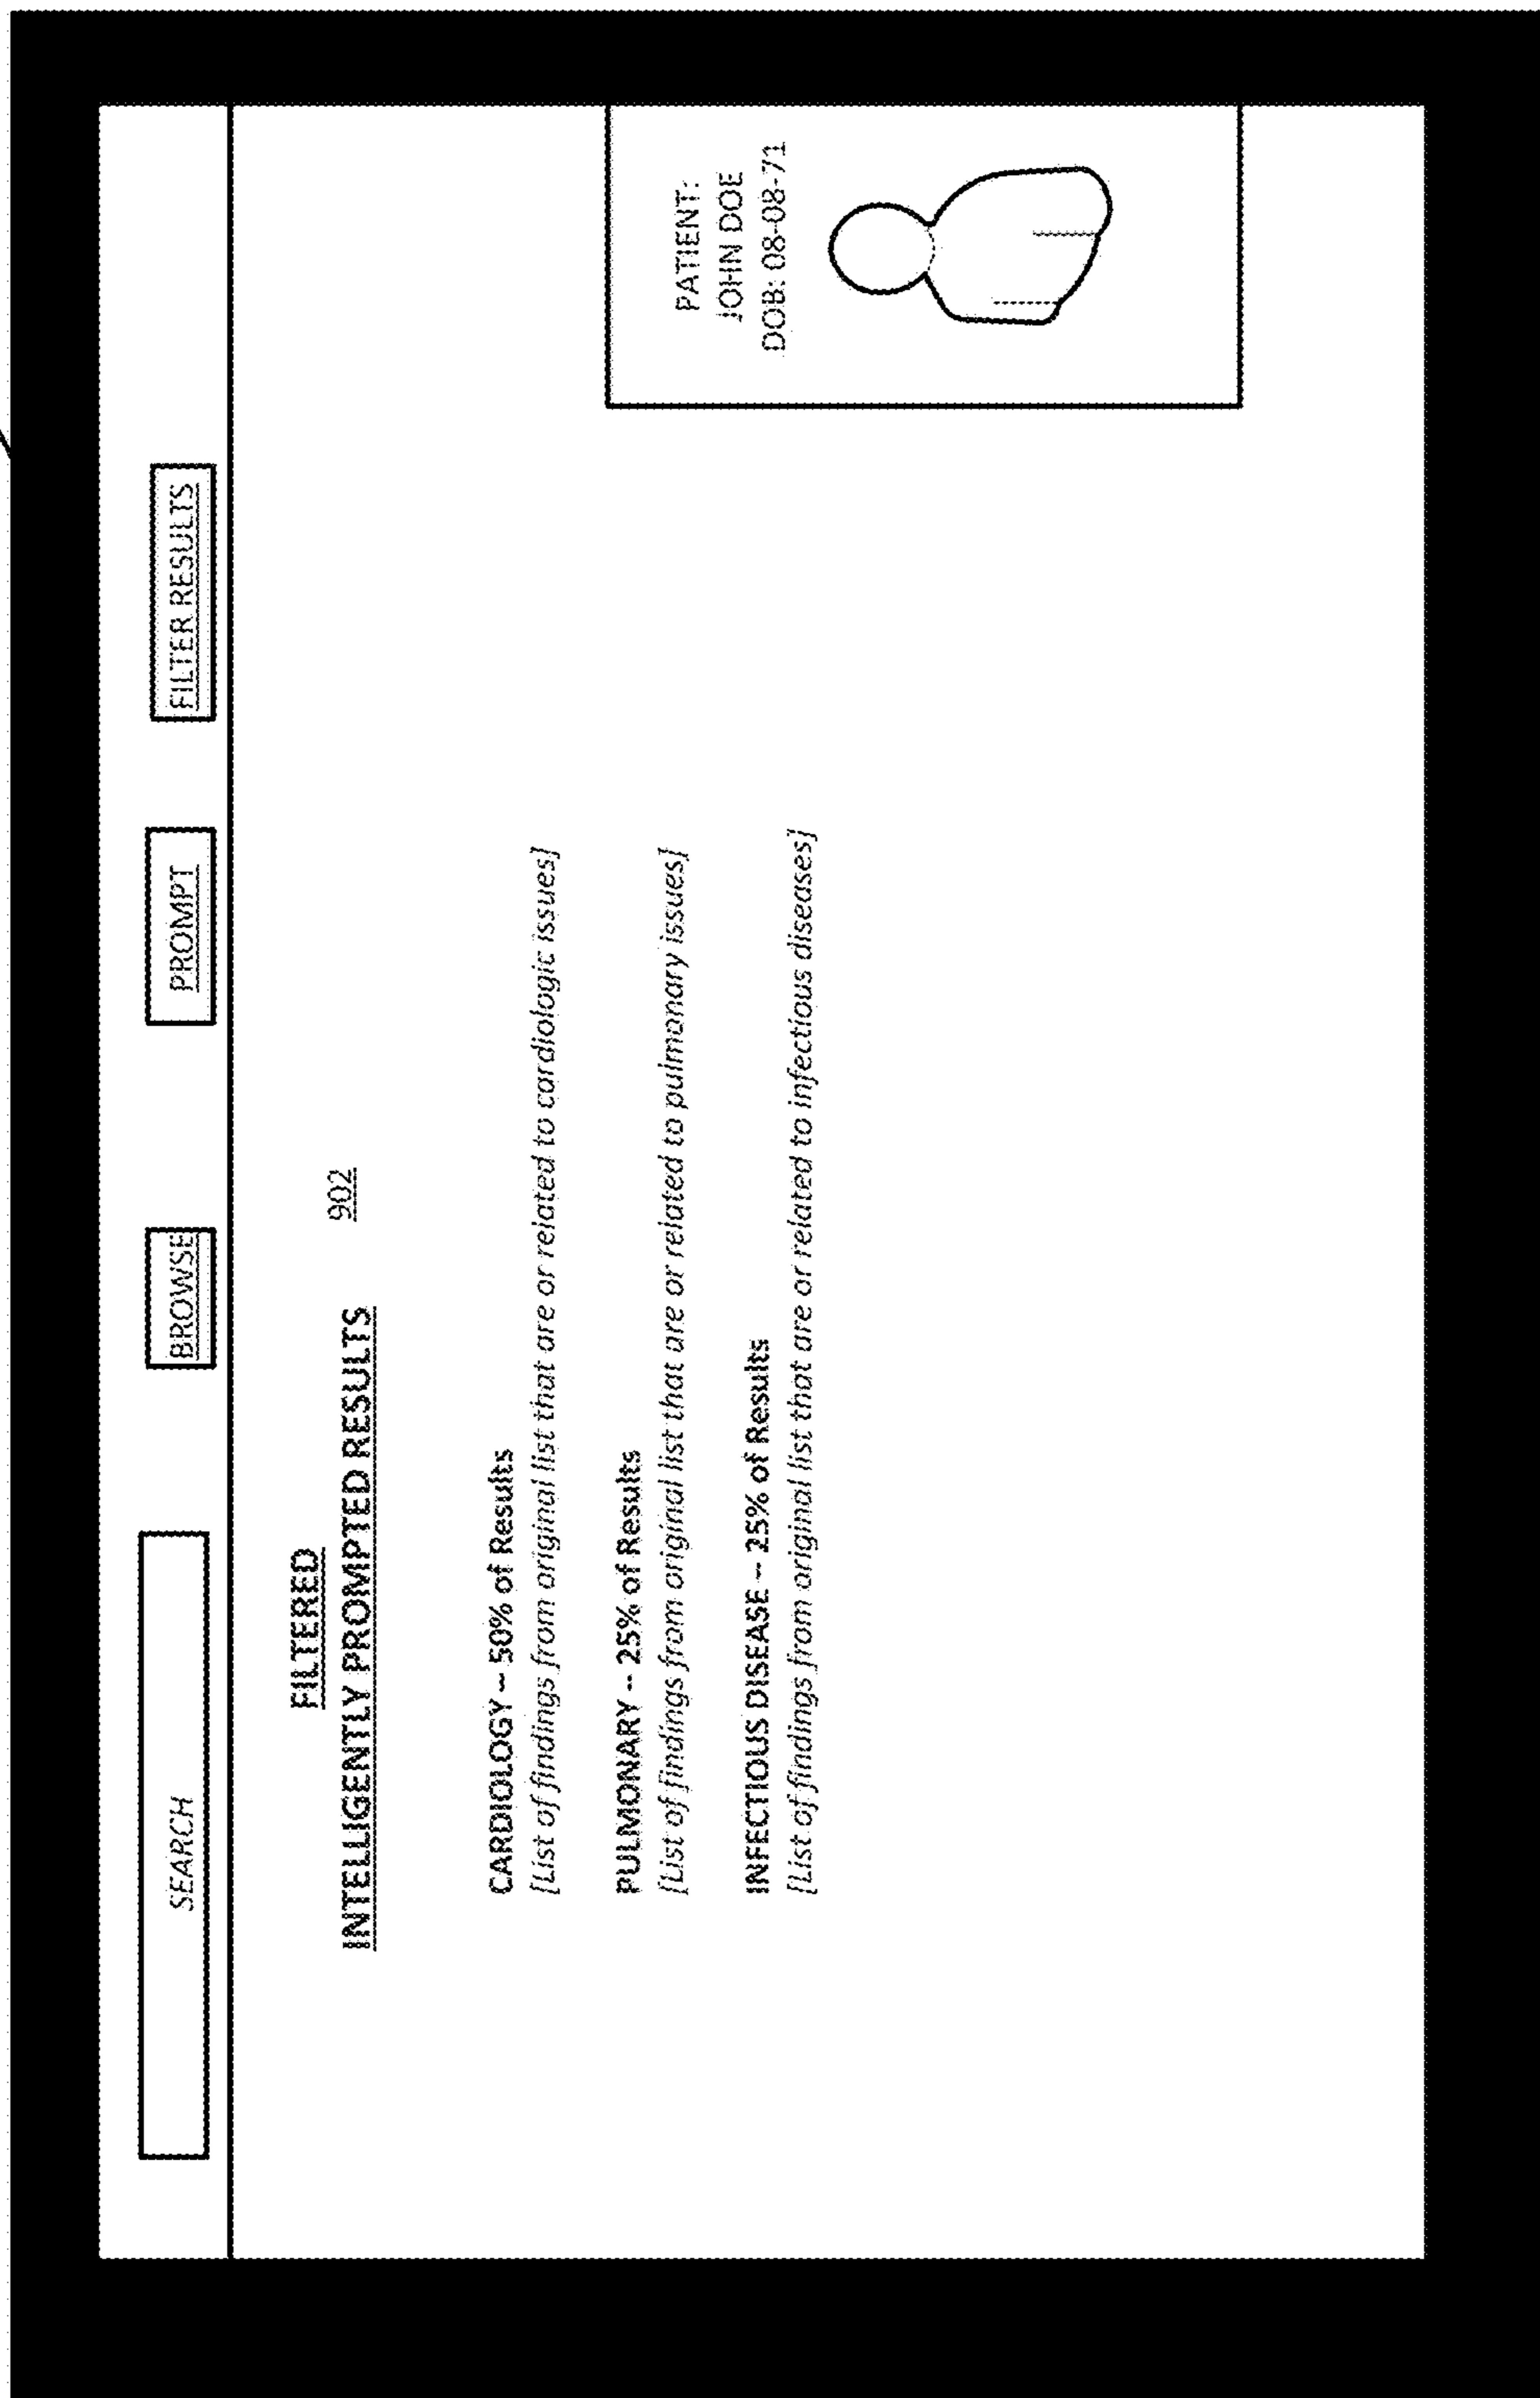 SEARCH
BROWSE
PROMPT
FILTER RESULTS
FILTERED
INTELLIGENTLY PROMPTED RESULTS
902
CARDIOLOGY – 50% of Results
[List of findings from original list that are or related to cardiologic issues]
PULMONARY – 25% of Results
[List of findings from original list that are or related to pulmonary issues]
INFECTIOUS DISEASE – 25% of Results
[List of findings from original list that are or related to infectious diseases]
PATIENT:
JOHN DOE
DOB: 08-08-71